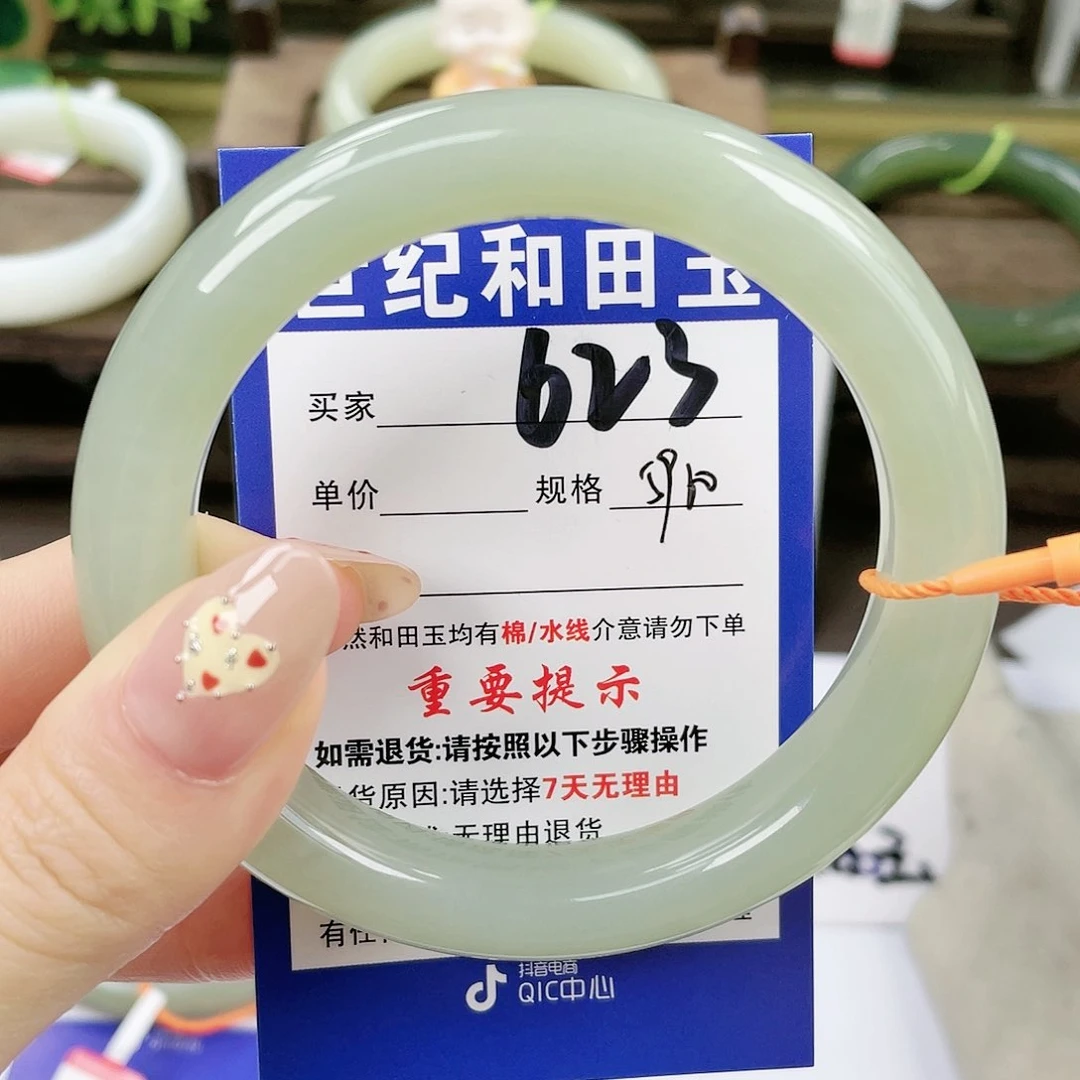 世纪和田玉
买家 623
单价 规格
然和田玉均有棉/水线介意请勿下单
重要提示
如需退货:请按照以下步骤操作
货原因:请选择7天无理由
无理由退货
有任
抖音电商
QIC中心